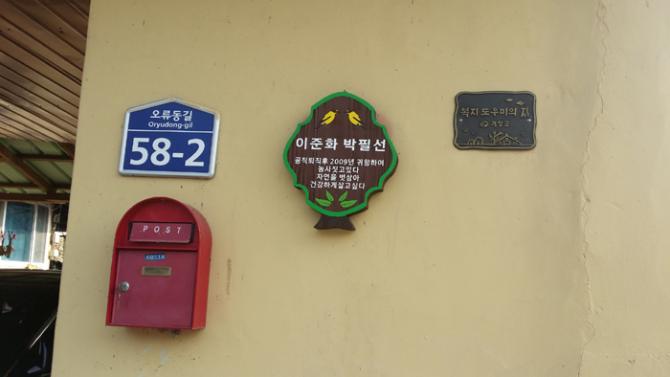 오류동길
Oryudong-gil
58-2
POST
이준화 박필선
공직퇴직후 2009년 귀향하여
농사짓고있다
자연을 벗삼아
건강하게살고싶다
복지 도우미의 집